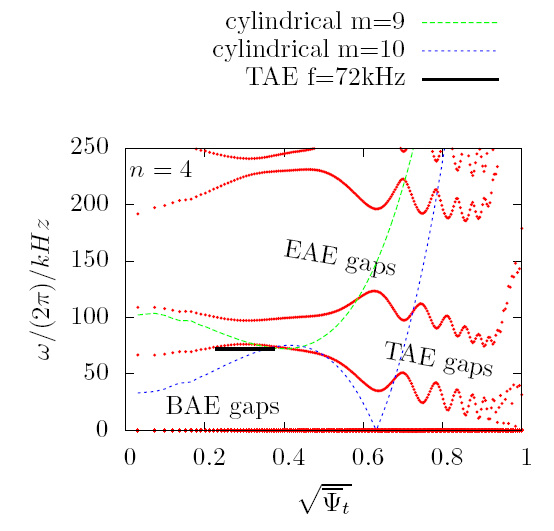 cylindrical m=9
cylindrical m=10
TAE f=72kHz
250
n = 4
200
EAE gaps
150
ω/(2π)/kHz
100
TAE gaps
50
BAE gaps
0
0 0.2 0.4 0.6 0.8 1
√Ψ̅ₜ